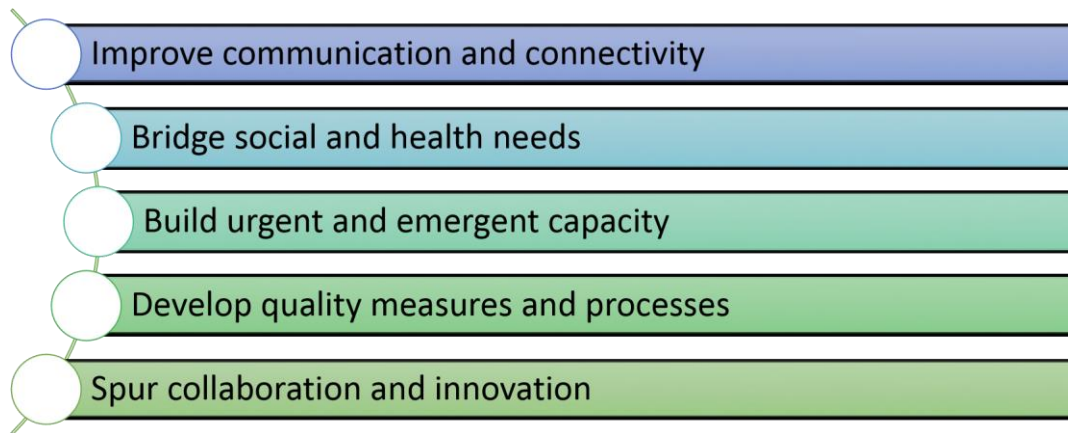 Improve communication and connectivity
Bridge social and health needs
Build urgent and emergent capacity
Develop quality measures and processes
Spur collaboration and innovation